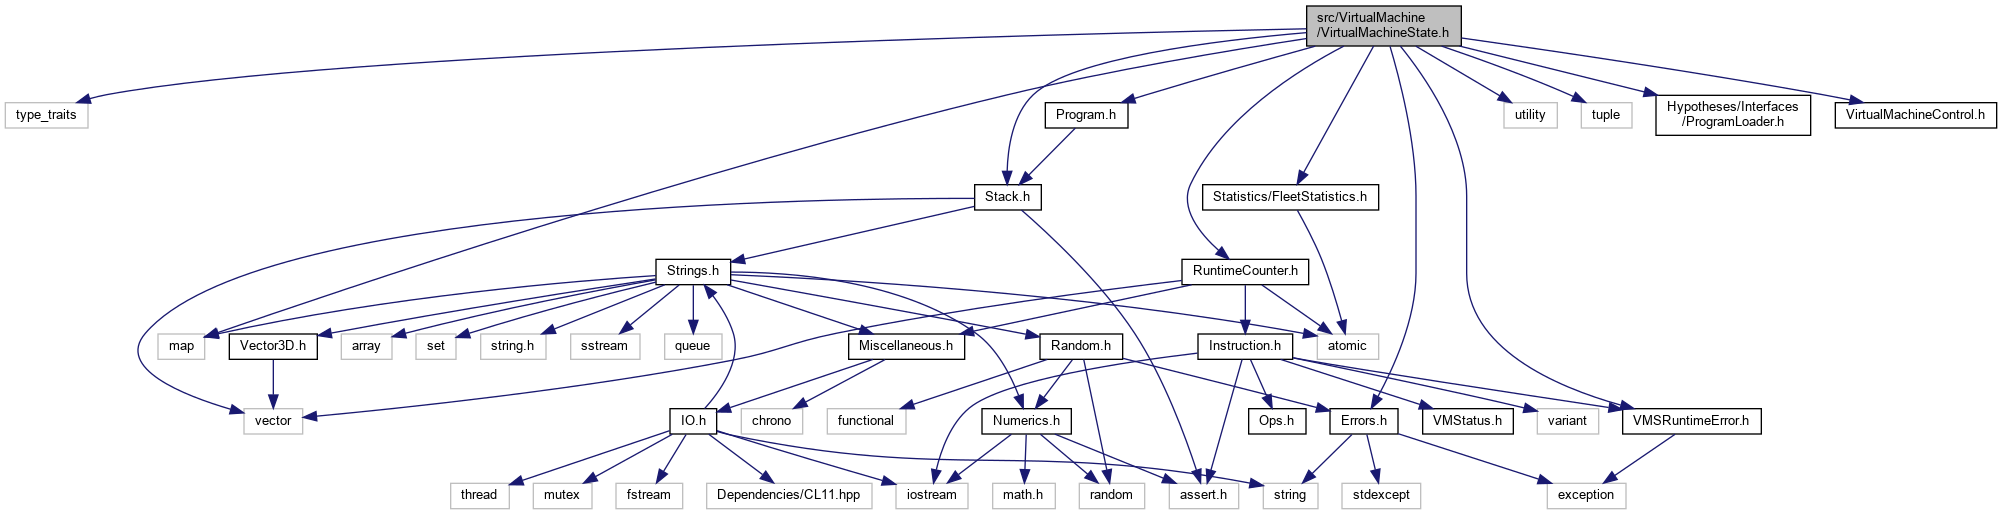 src/VirtualMachine
/VirtualMachineState.h
type_traits
Program.h
utility
tuple
Hypotheses/Interfaces
/ProgramLoader.h
VirtualMachineControl.h
Stack.h
Statistics/FleetStatistics.h
Strings.h
RuntimeCounter.h
map
Vector3D.h
array
set
string.h
sstream
queue
Miscellaneous.h
Random.h
Instruction.h
atomic
vector
IO.h
chrono
functional
Numerics.h
Ops.h
Errors.h
VMStatus.h
variant
VMSRuntimeError.h
thread
mutex
fstream
Dependencies/CL11.hpp
iostream
math.h
random
assert.h
string
stdexcept
exception